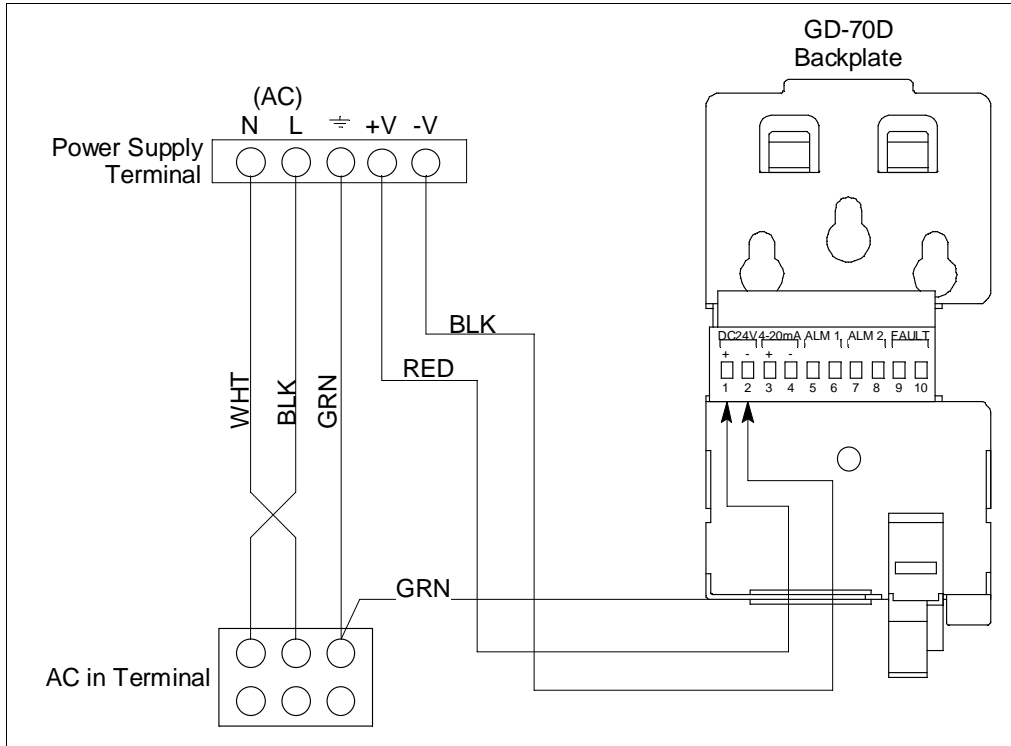 GD-70D
Backplate
(AC)
N L +V -V
Power Supply
Terminal
DC24V 4-20mA ALM 1 ALM 2 FAULT
+ - + -
1 2 3 4 5 6 7 8 9 10
BLK
RED
WHT
BLK
GRN
GRN
AC in Terminal